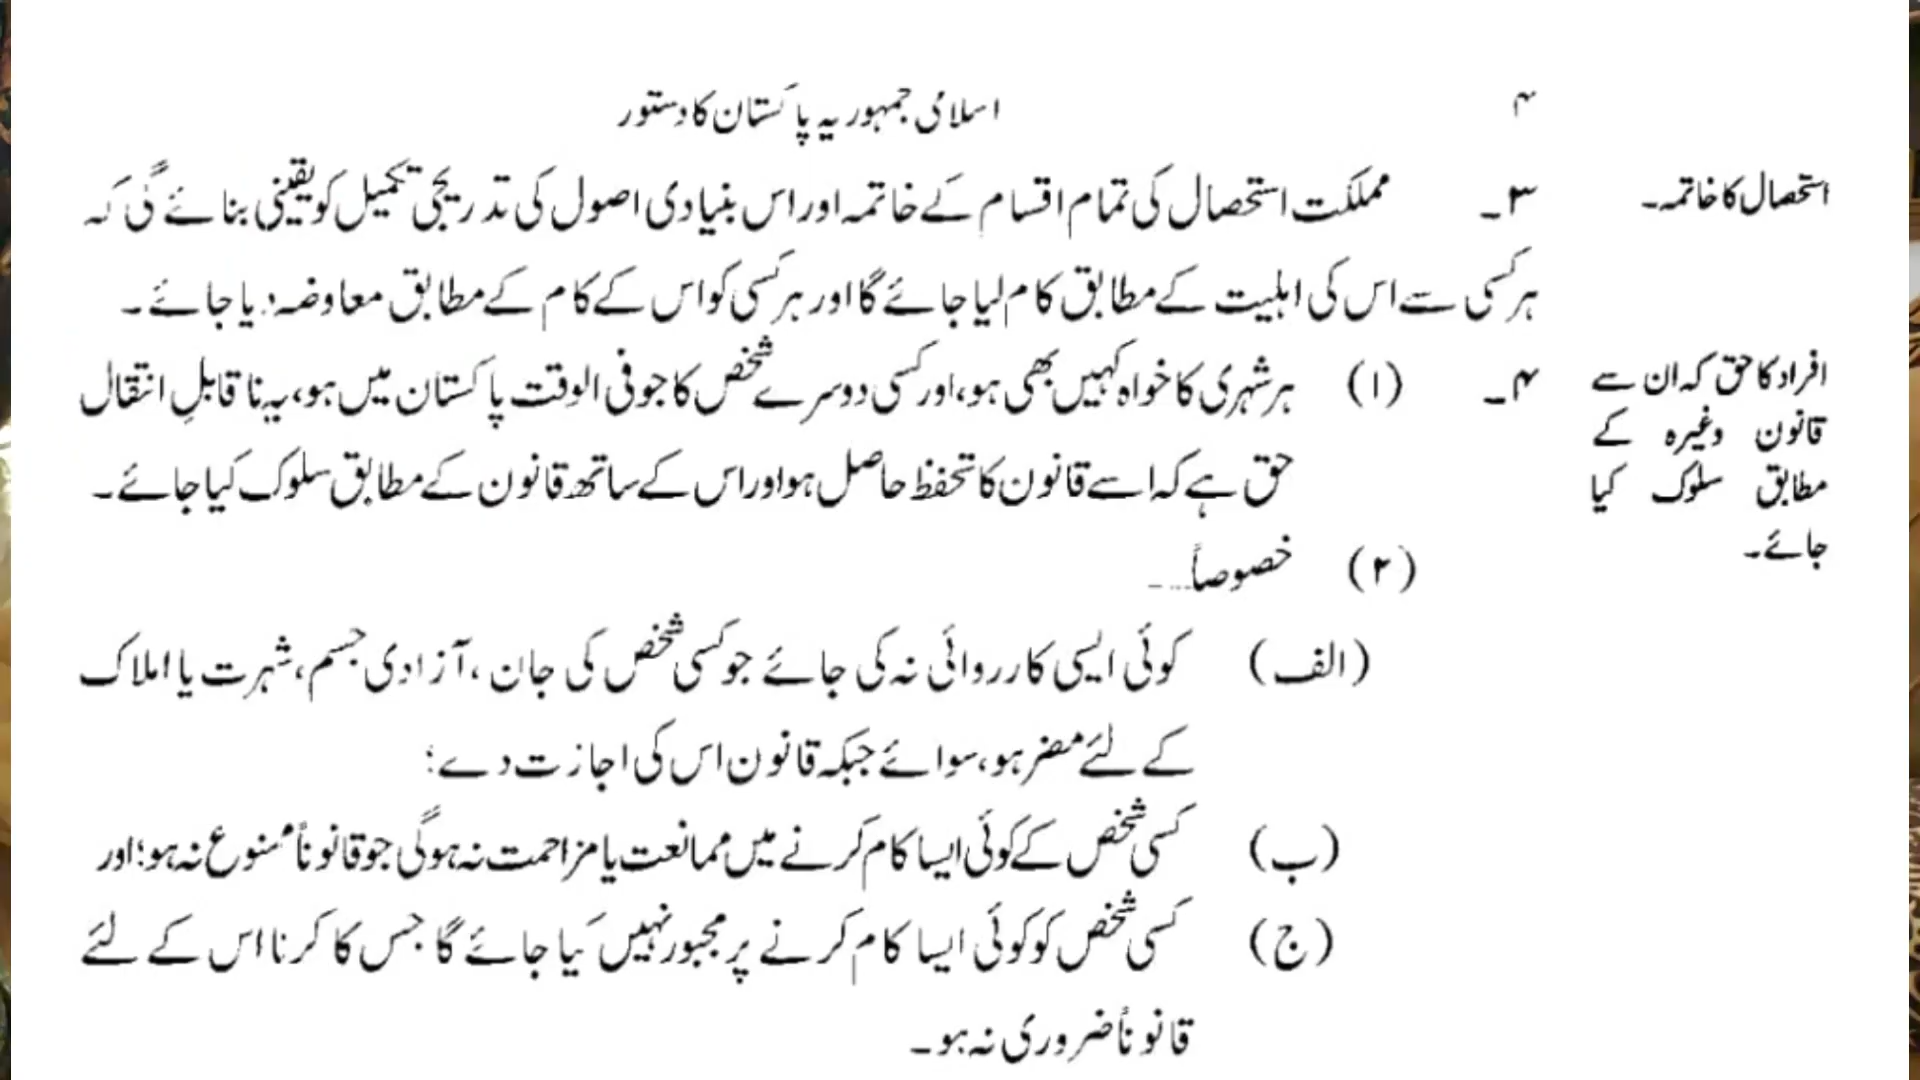 ۴
اسلامی جمہوریہ پاکستان کا دستور
استحصال کا خاتمہ۔
۳۔ مملکت استحصال کی تمام اقسام کے خاتمہ اور اس بنیادی اصول کی تدریجی تکمیل کو یقینی بنائے گی کہ
ہر کسی سے اس کی اہلیت کے مطابق کام لیا جائے گا اور ہر کسی کو اس کے کام کے مطابق معاوضہ دیا جائے۔
افراد کا حق کہ ان سے
قانون وغیرہ کے
مطابق سلوک کیا
جائے۔
۴۔ (۱) ہر شہری کا خواہ کہیں بھی ہو، اور کسی دوسرے شخص کا جو فی الوقت پاکستان میں ہو، یہ ناقابلِ انتقال
حق ہے کہ اسے قانون کا تحفظ حاصل ہو اور اس کے ساتھ قانون کے مطابق سلوک کیا جائے۔
(۲) خصوصاً....
(الف) کوئی ایسی کارروائی نہ کی جائے جو کسی شخص کی جان، آزادی جسم، شہرت یا املاک
کے لئے مضر ہو، سوائے جبکہ قانون اس کی اجازت دے؛
(ب) کسی شخص کے کوئی ایسا کام کرنے میں ممانعت یا مزاحمت نہ ہوگی جو قانوناً ممنوع نہ ہو؛ اور
(ج) کسی شخص کو کوئی ایسا کام کرنے پر مجبور نہیں کیا جائے گا جس کا کرنا اس کے لئے
قانوناً ضروری نہ ہو۔